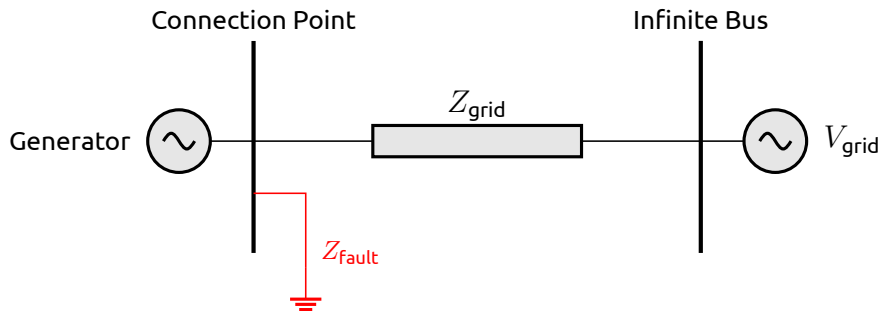 Connection Point
Infinite Bus
Z_grid
Generator
V_grid
Z_fault